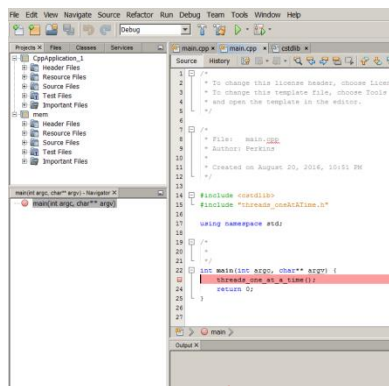 File Edit View Navigate Source Refactor Run Debug Team Tools Window Help
Debug
Projects X Files Classes Services
CppApplication_1
Header Files
Resource Files
Source Files
Test Files
Important Files
mem
Header Files
Resource Files
Source Files
Test Files
Important Files
main(int argc, char** argv) - Navigator X
main(int argc, char** argv)
main.cpp x main.cpp x cstdlib x
Source History
1 /*
2 * To change this license header, choose Licen
3 * To change this template file, choose Tools
4 * and open the template in the editor.
5 */
6
7 /*
8 * File: main.cpp
9 * Author: Perkins
10 *
11 * Created on August 20, 2016, 10:51 PM
12 */
13
14 #include <cstdlib>
15 #include "threads_oneAtATime.h"
16
17 using namespace std;
18
19 /*
20 *
21 */
22 int main(int argc, char** argv) {
threads_one_at_a_time();
24 return 0;
25 }
26
27
main
Output X